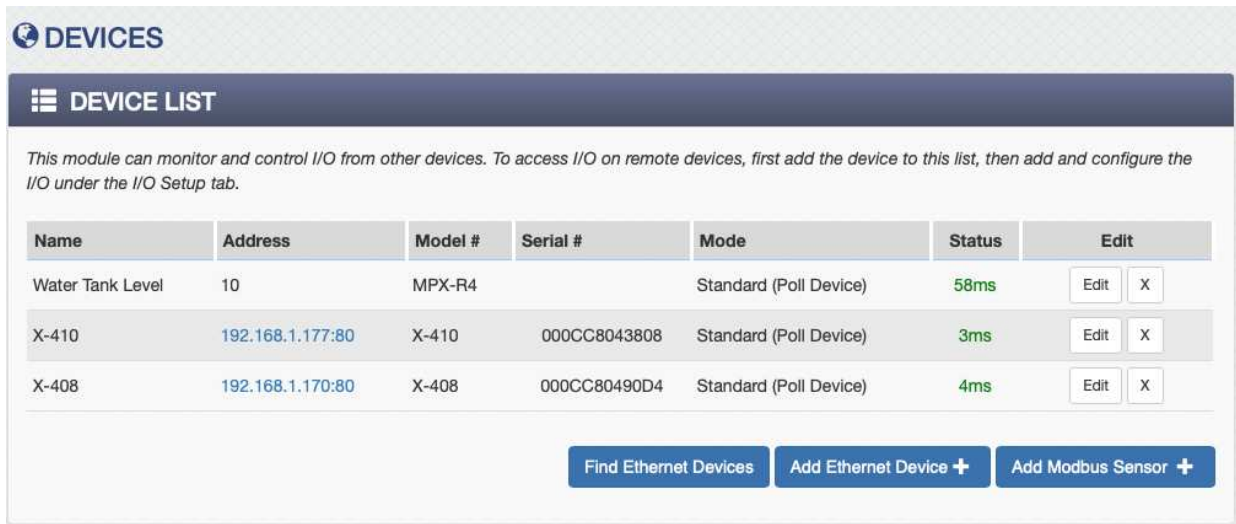 DEVICES
DEVICE LIST
This module can monitor and control I/O from other devices. To access I/O on remote devices, first add the device to this list, then add and configure the
I/O under the I/O Setup tab.
Name Address Model # Serial # Mode Status Edit
Water Tank Level 10 MPX-R4 Standard (Poll Device) 58ms Edit X
X-410 192.168.1.177:80 X-410 000CC8043808 Standard (Poll Device) 3ms Edit X
X-408 192.168.1.170:80 X-408 000CC80490D4 Standard (Poll Device) 4ms Edit X
Find Ethernet Devices Add Ethernet Device + Add Modbus Sensor +